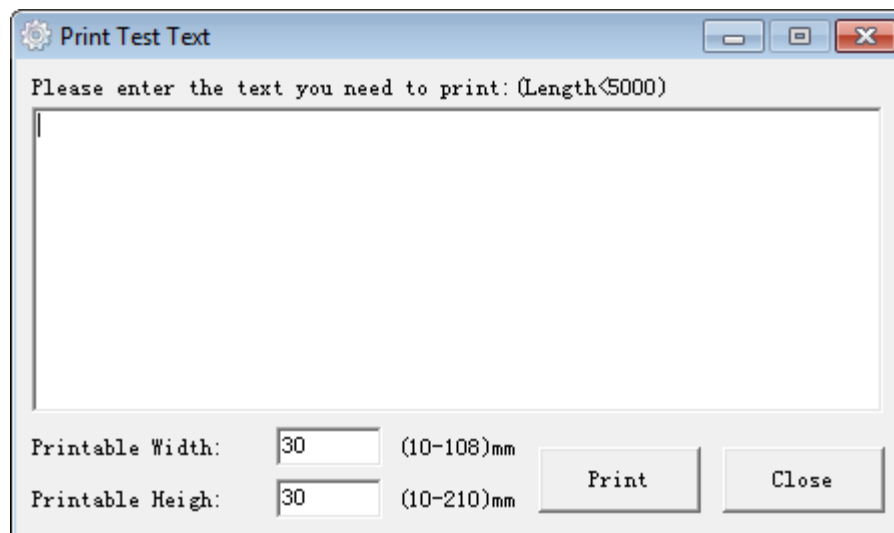 Print Test Text
Please enter the text you need to print:(Length<5000)
Printable Width: 30 (10-108)mm
Printable Heigh: 30 (10-210)mm
Print Close